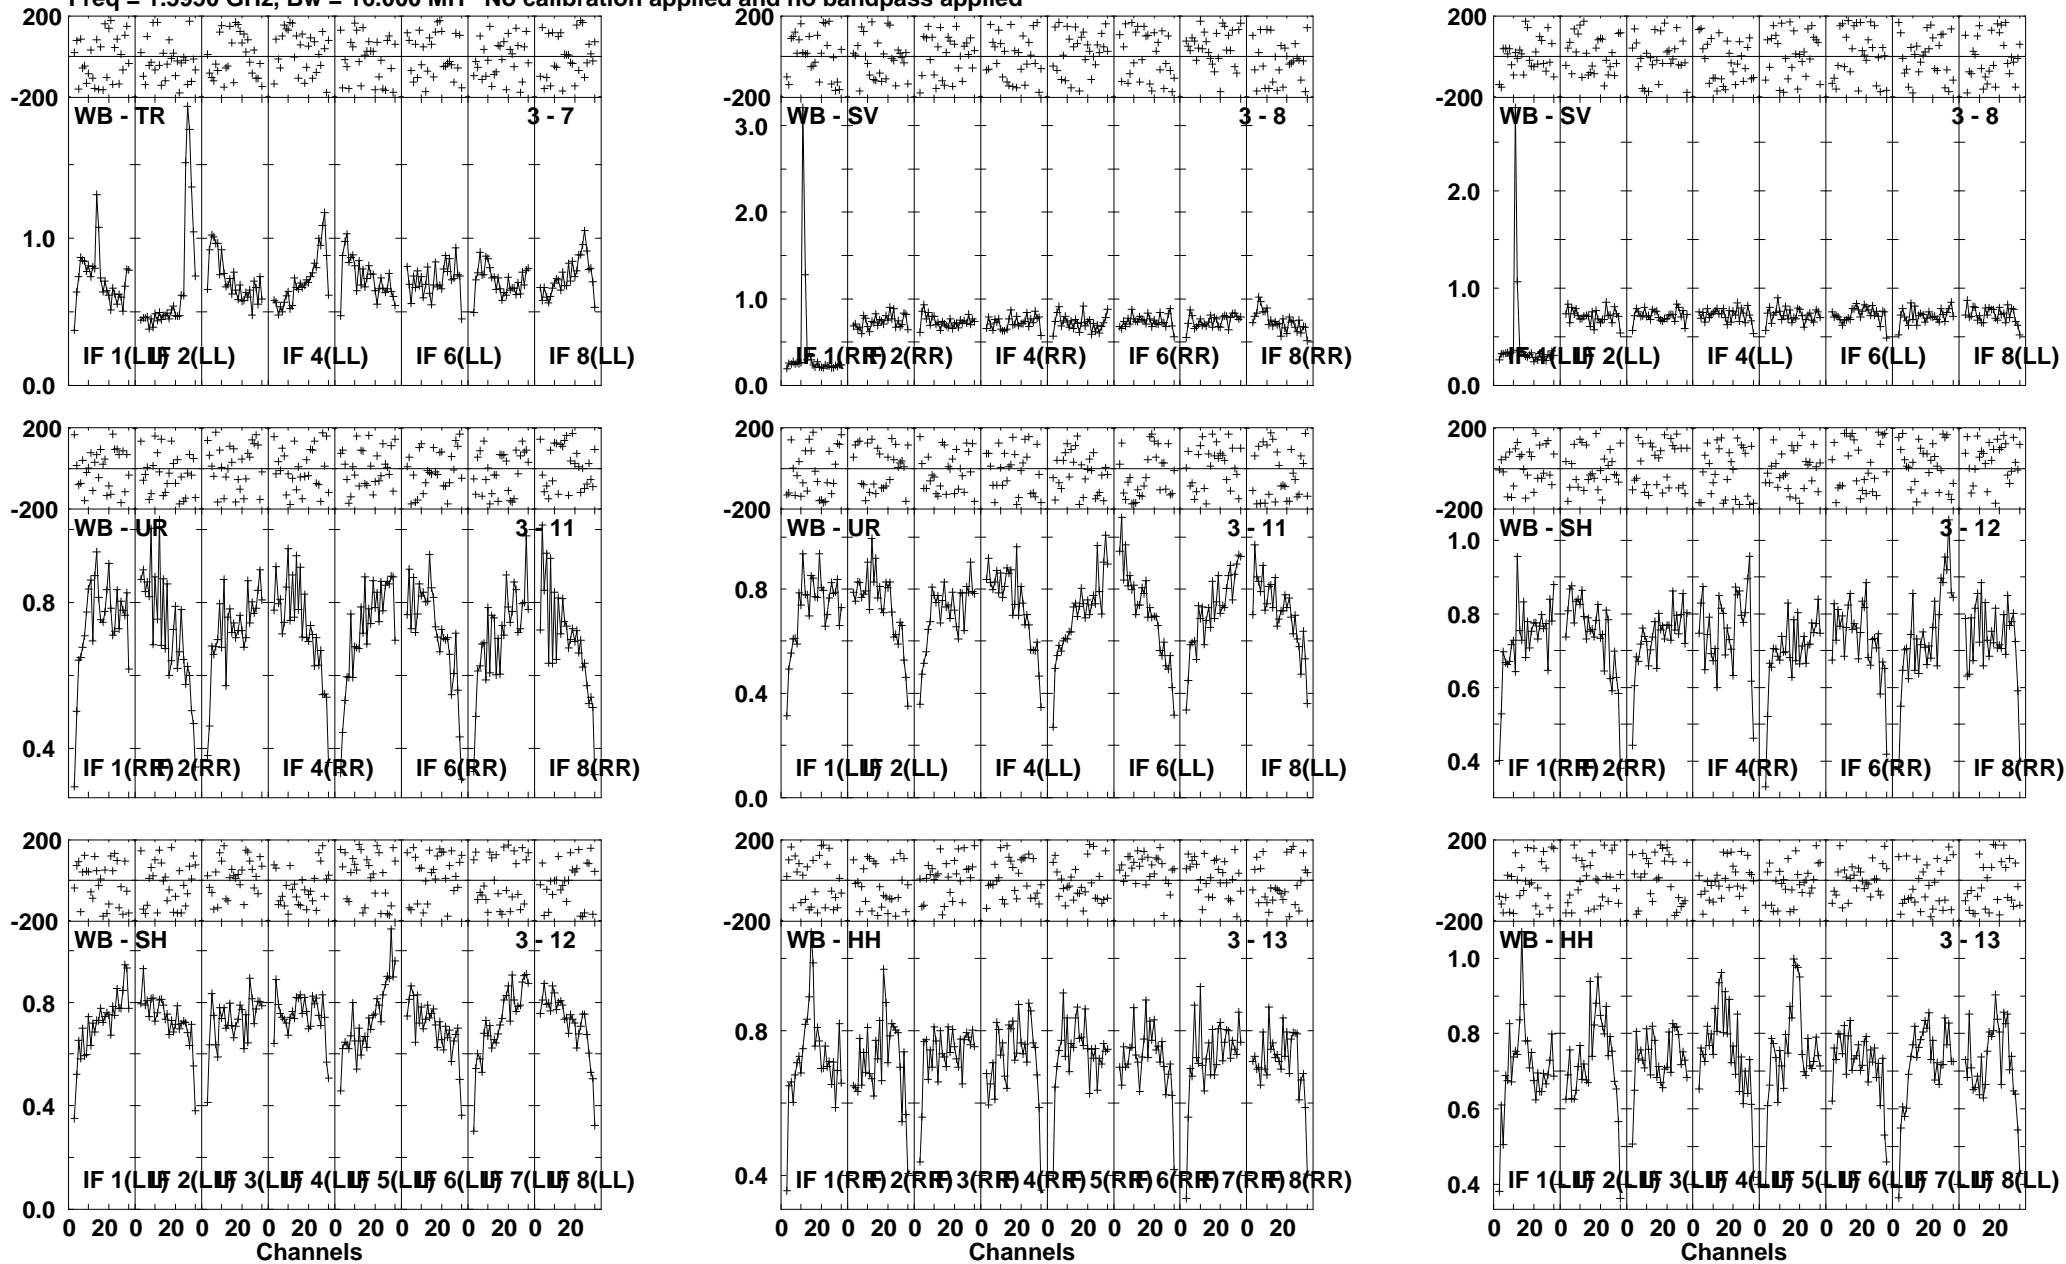 Freq = 1.5950 GHz, Bw = 16.000 MH No calibration applied and no bandpass applied
200
-200
WB - TR 3 - 7
1.0
0.0
IF 1(LL) IF 2(LL) IF 4(LL) IF 6(LL) IF 8(LL)
200
-200
WB - SV 3 - 8
3.0
2.0
1.0
0.0
IF 1(RR) IF 2(RR) IF 4(RR) IF 6(RR) IF 8(RR)
200
-200
WB - SV 3 - 8
2.0
1.0
0.0
IF 1(LL) IF 2(LL) IF 4(LL) IF 6(LL) IF 8(LL)
200
-200
WB - UR 3 - 11
0.8
0.4
IF 1(RR) IF 2(RR) IF 4(RR) IF 6(RR) IF 8(RR)
200
-200
WB - UR 3 - 11
0.8
0.4
0.0
IF 1(LL) IF 2(LL) IF 4(LL) IF 6(LL) IF 8(LL)
200
-200
WB - SH 3 - 12
1.0
0.8
0.6
0.4
IF 1(RR) IF 2(RR) IF 4(RR) IF 6(RR) IF 8(RR)
200
-200
WB - SH 3 - 12
0.8
0.4
0.0
IF 1(LL) IF 2(LL) IF 3(LL) IF 4(LL) IF 5(LL) IF 6(LL) IF 7(LL) IF 8(LL)
0 20 0 20 0 20 0 20 0 20 0 20 0 20 0 20
Channels
200
-200
WB - HH 3 - 13
0.8
0.4
IF 1(RR) IF 2(RR) IF 3(RR) IF 4(RR) IF 5(RR) IF 6(RR) IF 7(RR) IF 8(RR)
0 20 0 20 0 20 0 20 0 20 0 20 0 20 0 20
Channels
200
-200
WB - HH 3 - 13
1.0
0.8
0.6
0.4
IF 1(LL) IF 2(LL) IF 3(LL) IF 4(LL) IF 5(LL) IF 6(LL) IF 7(LL) IF 8(LL)
0 20 0 20 0 20 0 20 0 20 0 20 0 20 0 20
Channels